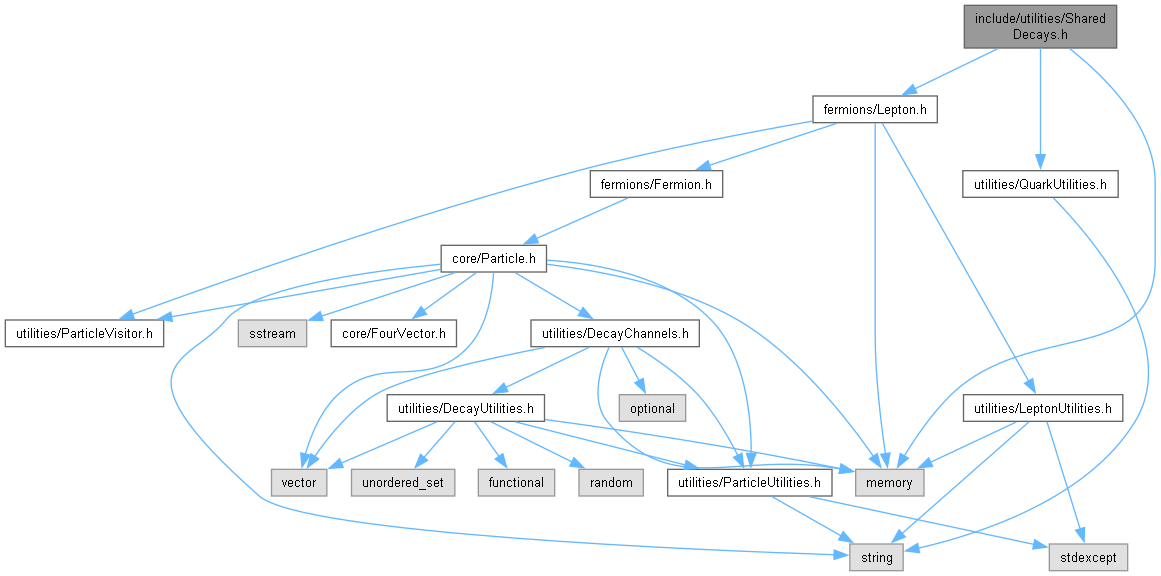 include/utilities/Shared
Decays.h
fermions/Lepton.h
fermions/Fermion.h
utilities/QuarkUtilities.h
core/Particle.h
utilities/ParticleVisitor.h
sstream
core/FourVector.h
utilities/DecayChannels.h
utilities/DecayUtilities.h
optional
utilities/LeptonUtilities.h
vector
unordered_set
functional
random
utilities/ParticleUtilities.h
memory
string
stdexcept